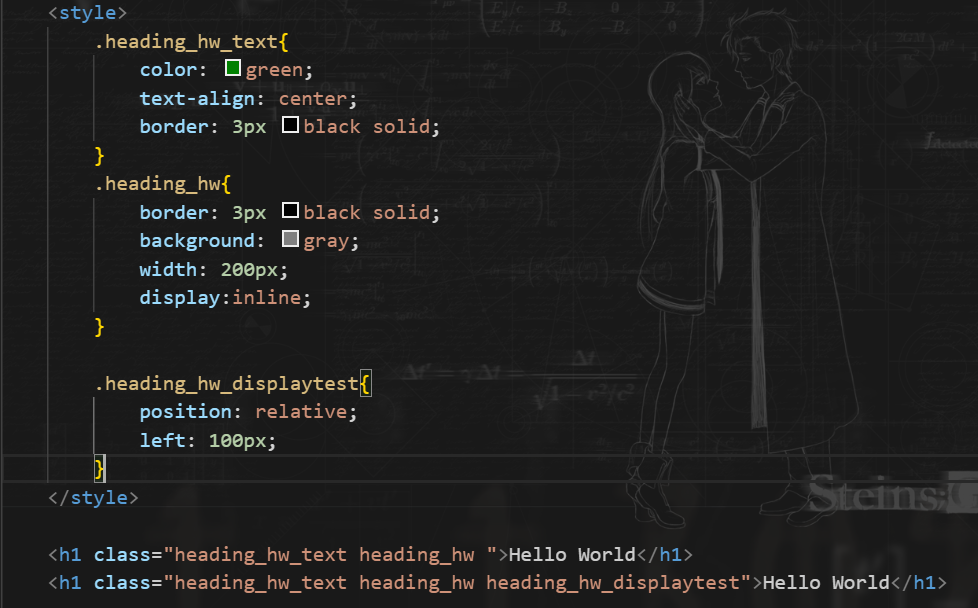 <style>
.heading_hw_text{
color: green;
text-align: center;
border: 3px black solid;
}
.heading_hw{
border: 3px black solid;
background: gray;
width: 200px;
display:inline;
}
.heading_hw_displaytest{
position: relative;
left: 100px;
}
</style>
Steins;
<h1 class="heading_hw_text heading_hw ">Hello World</h1>
<h1 class="heading_hw_text heading_hw heading_hw_displaytest">Hello World</h1>